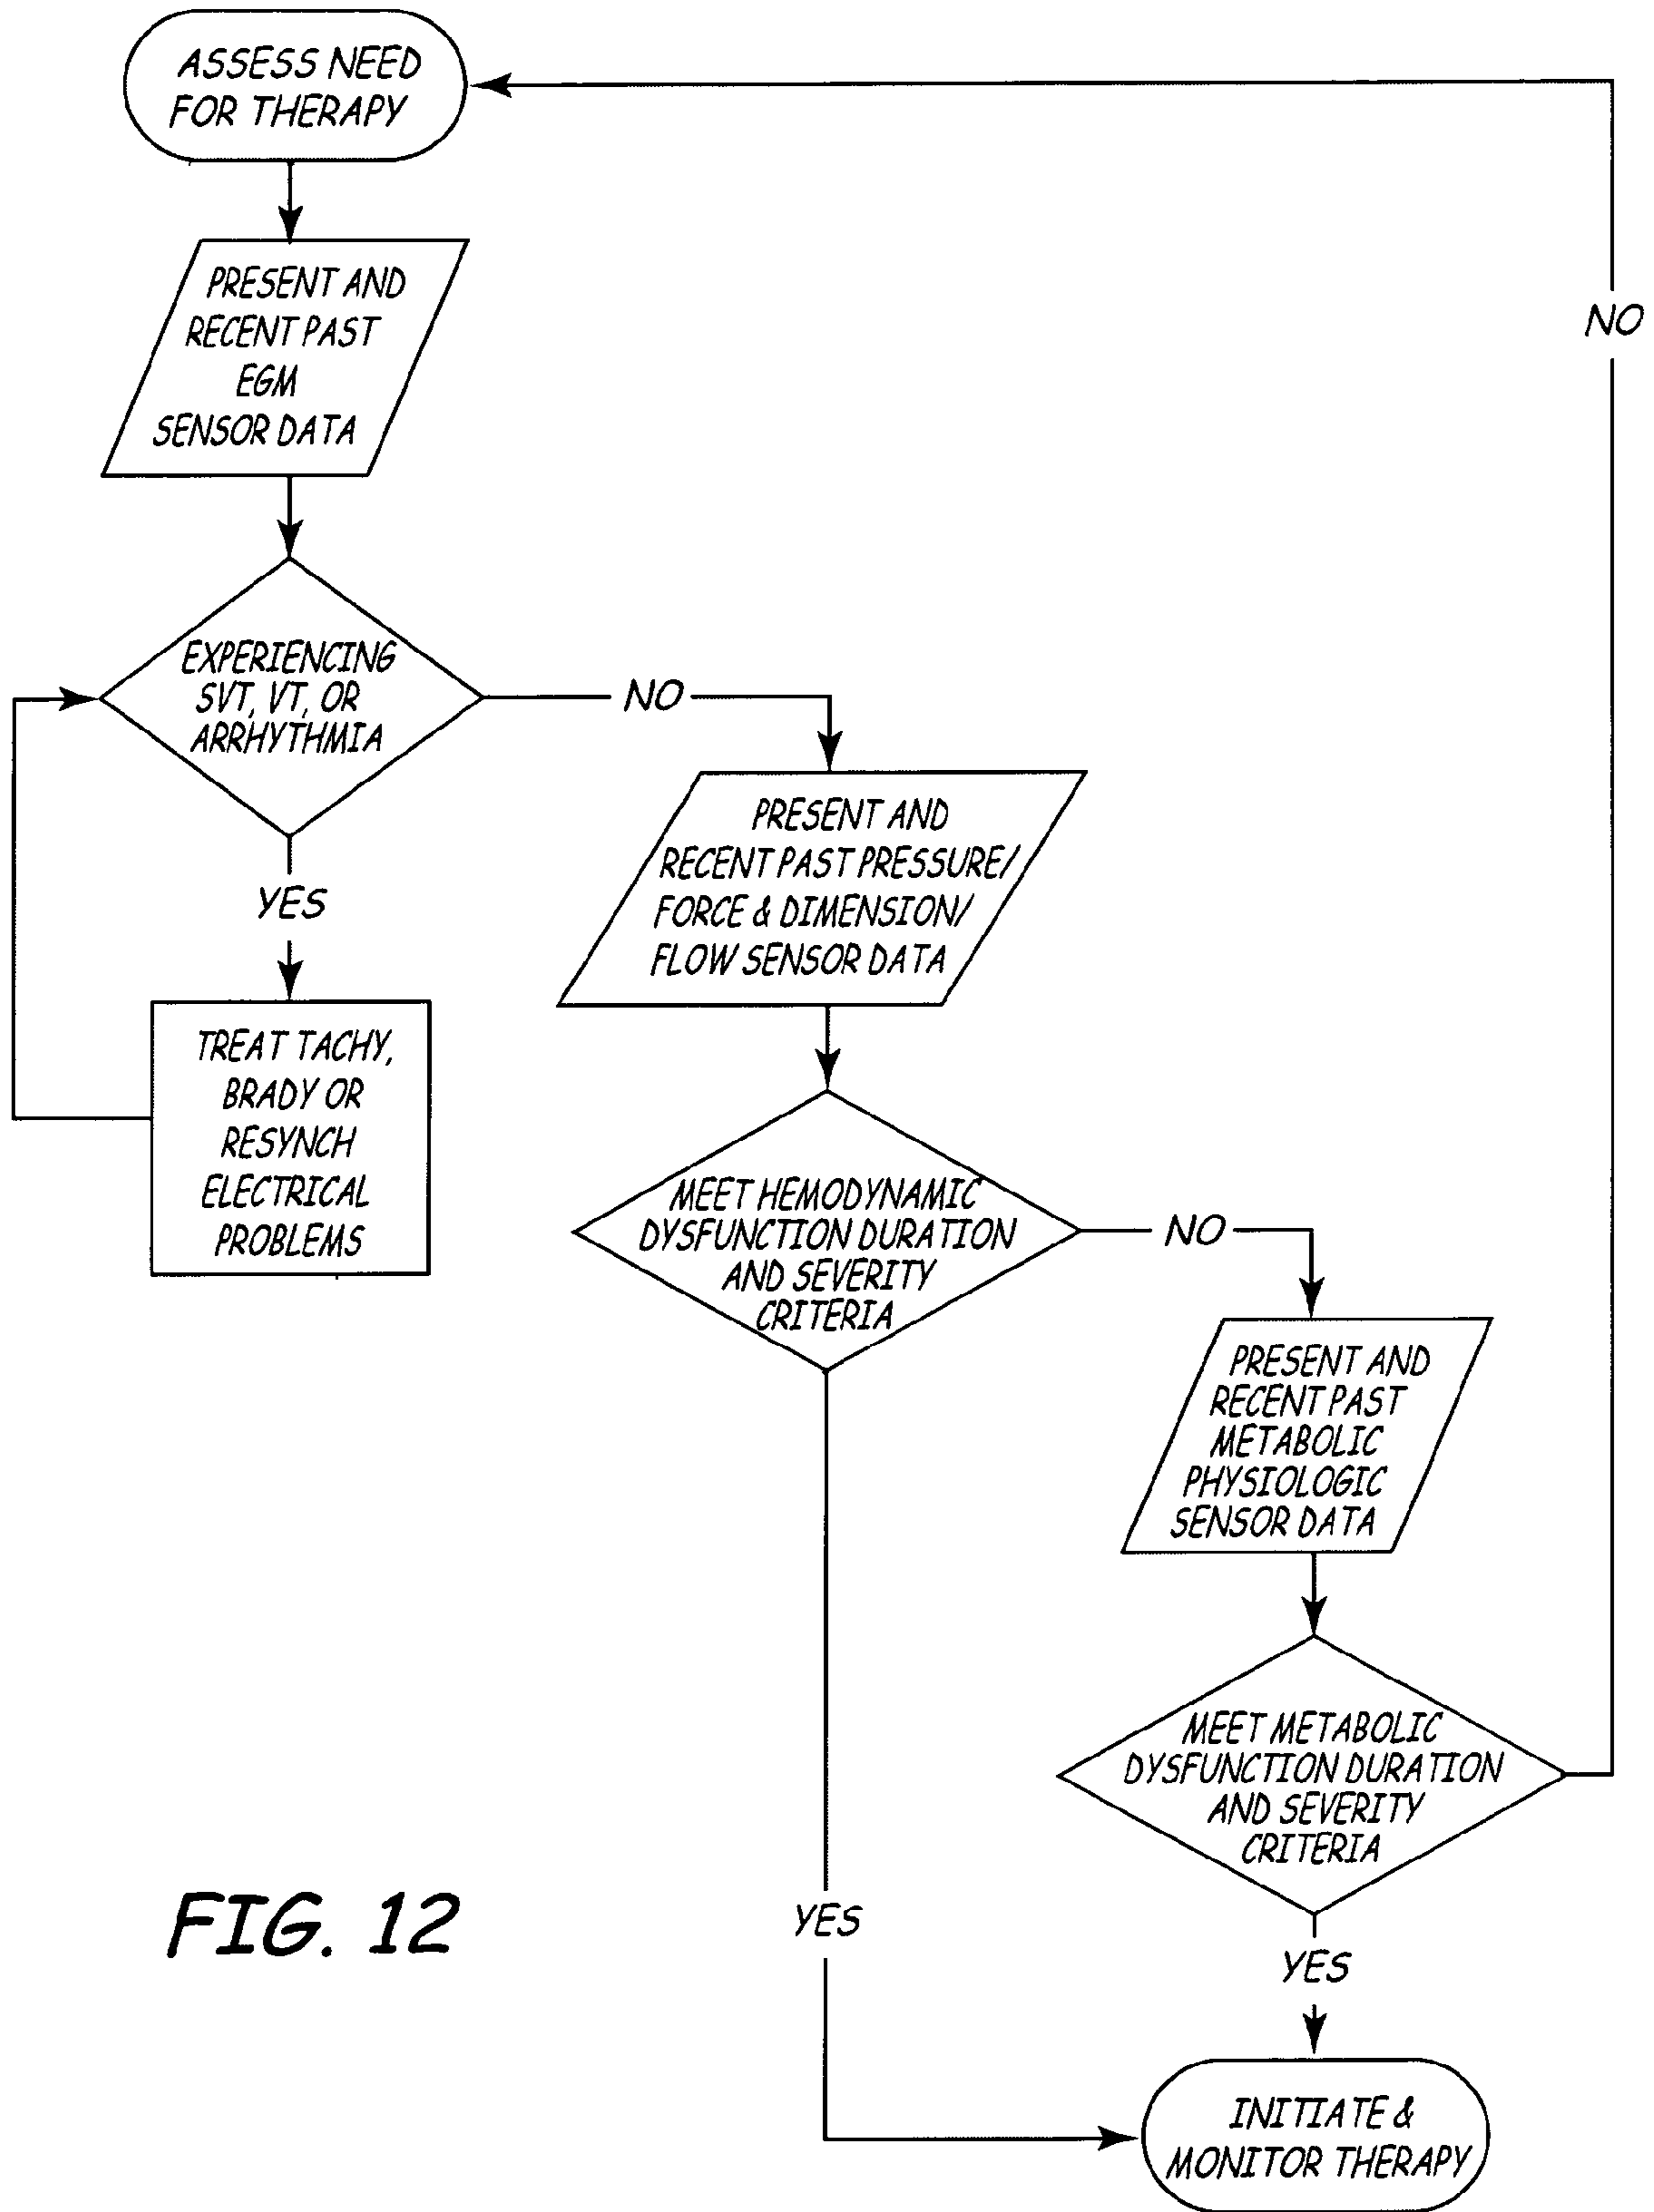 ASSESS NEED
FOR THERAPY
PRESENT AND
RECENT PAST
EGM
SENSOR DATA
NO
EXPERIENCING
SVT, VT, OR
ARRHYTHMIA
NO
YES
TREAT TACHY,
BRADY OR
RESYNCH
ELECTRICAL
PROBLEMS
PRESENT AND
RECENT PAST PRESSURE/
FORCE & DIMENSION/
FLOW SENSOR DATA
MEET HEMODYNAMIC
DYSFUNCTION DURATION
AND SEVERITY
CRITERIA
NO
PRESENT AND
RECENT PAST
METABOLIC
PHYSIOLOGIC
SENSOR DATA
MEET METABOLIC
DYSFUNCTION DURATION
AND SEVERITY
CRITERIA
YES
YES
INITIATE &
MONITOR THERAPY
FIG. 12